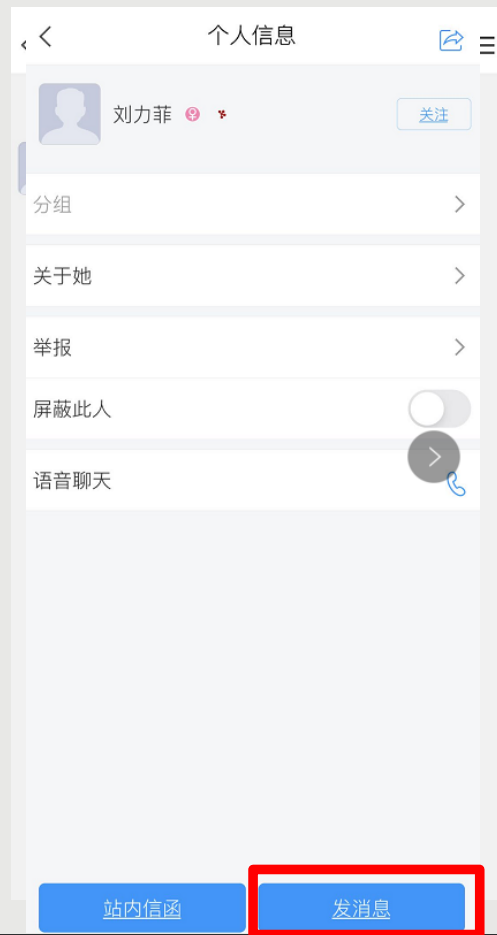 个人信息
刘力菲
关注
分组
关于她
举报
屏蔽此人
语音聊天
站内信函
发消息